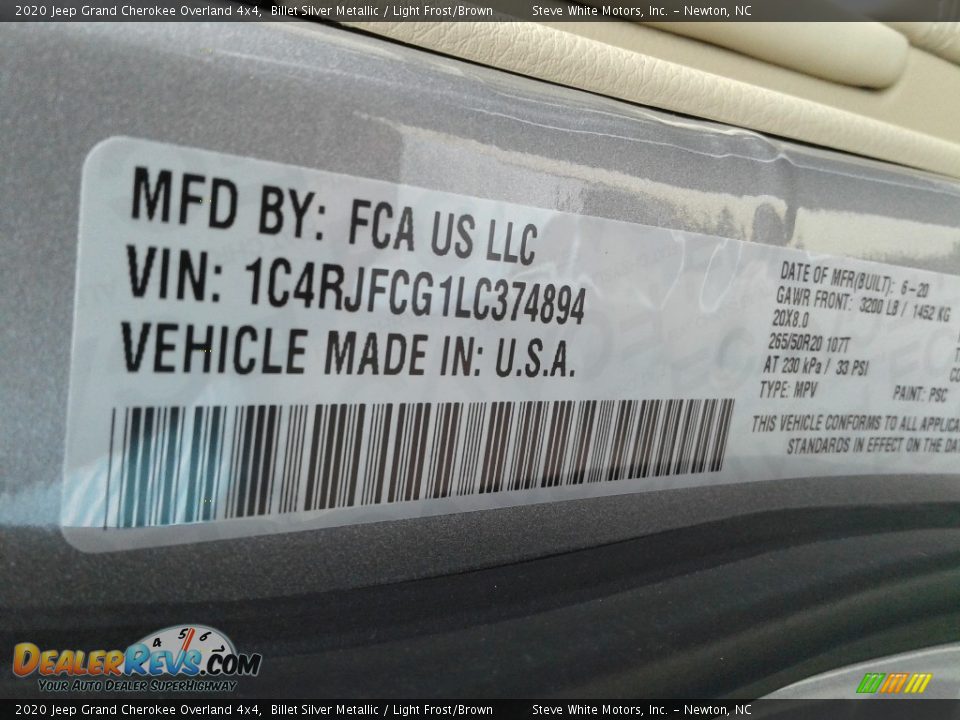 2020 Jeep Grand Cherokee Overland 4x4, Billet Silver Metallic / Light Frost/Brown Steve White Motors, Inc. - Newton, NC
MFD BY: FCA US LLC
VIN: 1C4RJFCG1LC374894
VEHICLE MADE IN: U.S.A.
DATE OF MFR(BUILT): 6-20
GAWR FRONT: 3200 LB / 1452 KG
20X8.0
265/50R20 107T
AT 230 kPa / 33 PSI
TYPE: MPV PAINT: PSC
THIS VEHICLE CONFORMS TO ALL
STANDARDS IN EFFECT ON THE
4 5 6
DEALERREVS.COM
YOUR AUTO DEALER SUPERHIGHWAY
2020 Jeep Grand Cherokee Overland 4x4, Billet Silver Metallic / Light Frost/Brown Steve White Motors, Inc. - Newton, NC